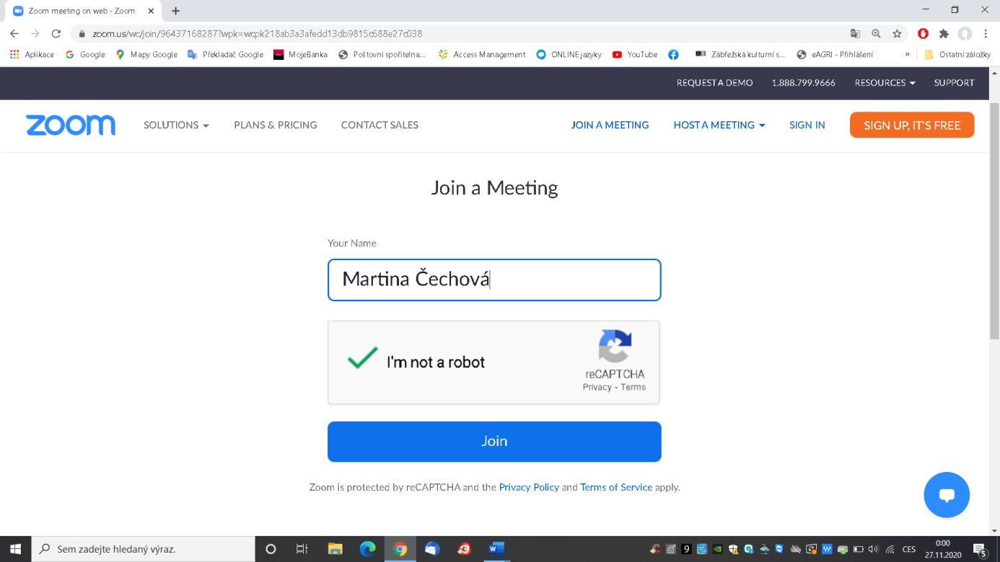 Zoom meeting on web - Zoom
zoom.us/wc/join/96437168287?wpk=wcpk218ab3a3afedd13db9815c688e27c038
Aplikace Google Mapy Google Překladač Google MojeBanka Poštovní spořitelna... Access Management ONLINE jazyky YouTube Zábřežská kulturní s... eAGRI - Přihlášení » Ostatní záložky
REQUEST A DEMO 1.888.799.9666 RESOURCES SUPPORT
zoom SOLUTIONS PLANS & PRICING CONTACT SALES JOIN A MEETING HOST A MEETING SIGN IN SIGN UP, IT'S FREE
Join a Meeting
Your Name
Martina Čechová
I'm not a robot
reCAPTCHA
Privacy - Terms
Join
Zoom is protected by reCAPTCHA and the Privacy Policy and Terms of Service apply.
Sem zadejte hledaný výraz.
9
CES
0:00
27.11.2020
5